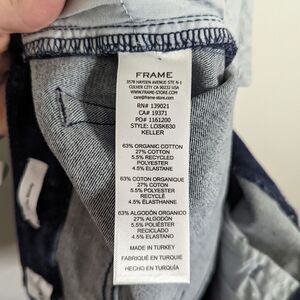 FRAME
3578 HAYDEN AVENUE STE N-1
CULVER CITY CA 90232 USA
WWW.FRAME-STORE.COM
care@frame-store.com
RN# 139021
CA# 19371
PO# 1161200
STYLE: LOSK630
KELLER
63% ORGANIC COTTON
27% COTTON
5.5% RECYCLED
POLYESTER
4.5% ELASTANE
63% COTON ORGANIQUE
27% COTON
5.5% POLYESTER
RECYCLÉ
4.5% ÉLASTHANNE
63% ALGODÓN ORGANICO
27% ALGODÓN
5.5% POLIÉSTER
RECICLADO
4.5% ELASTANO
MADE IN TURKEY
FABRIQUÉ EN TURQUIE
HECHO EN TURQUÍA